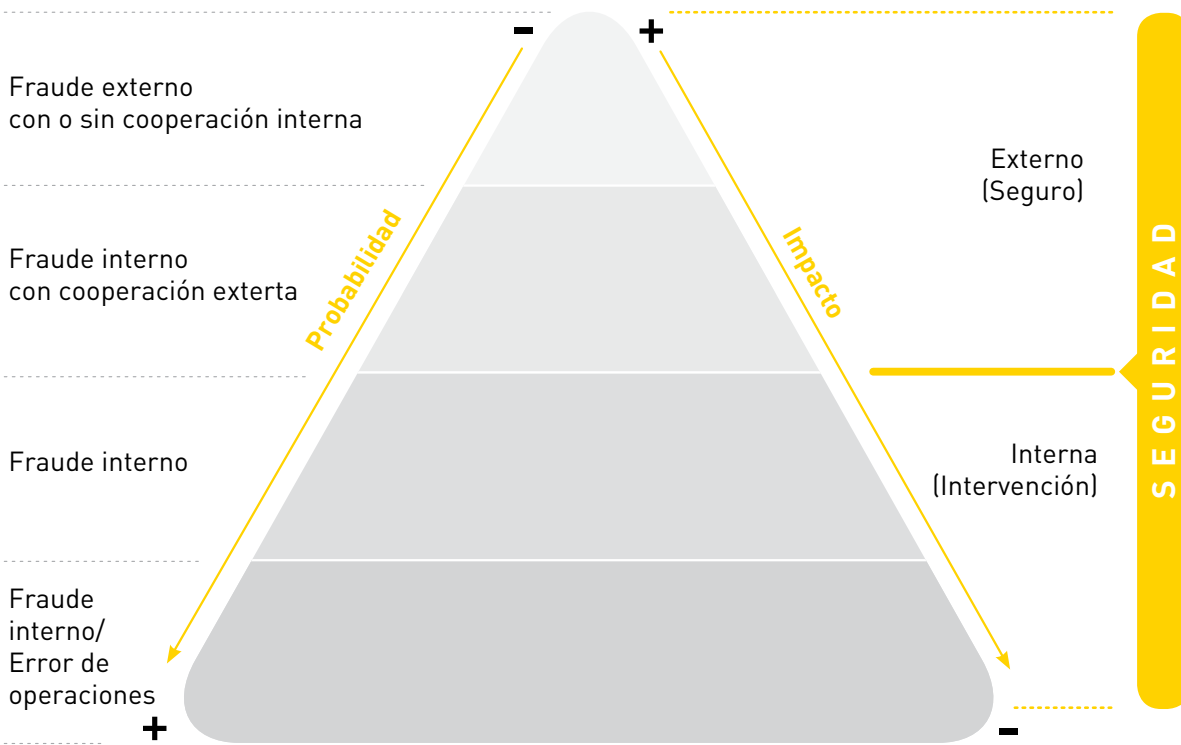 -
+
Fraude externo
con o sin cooperación interna
Externo
(Seguro)
Probabilidad
Impacto
SEGURIDAD
Fraude interno
con cooperación exterta
Fraude interno
Interna
(Intervención)
Fraude
interno/
Error de
operaciones
+
-